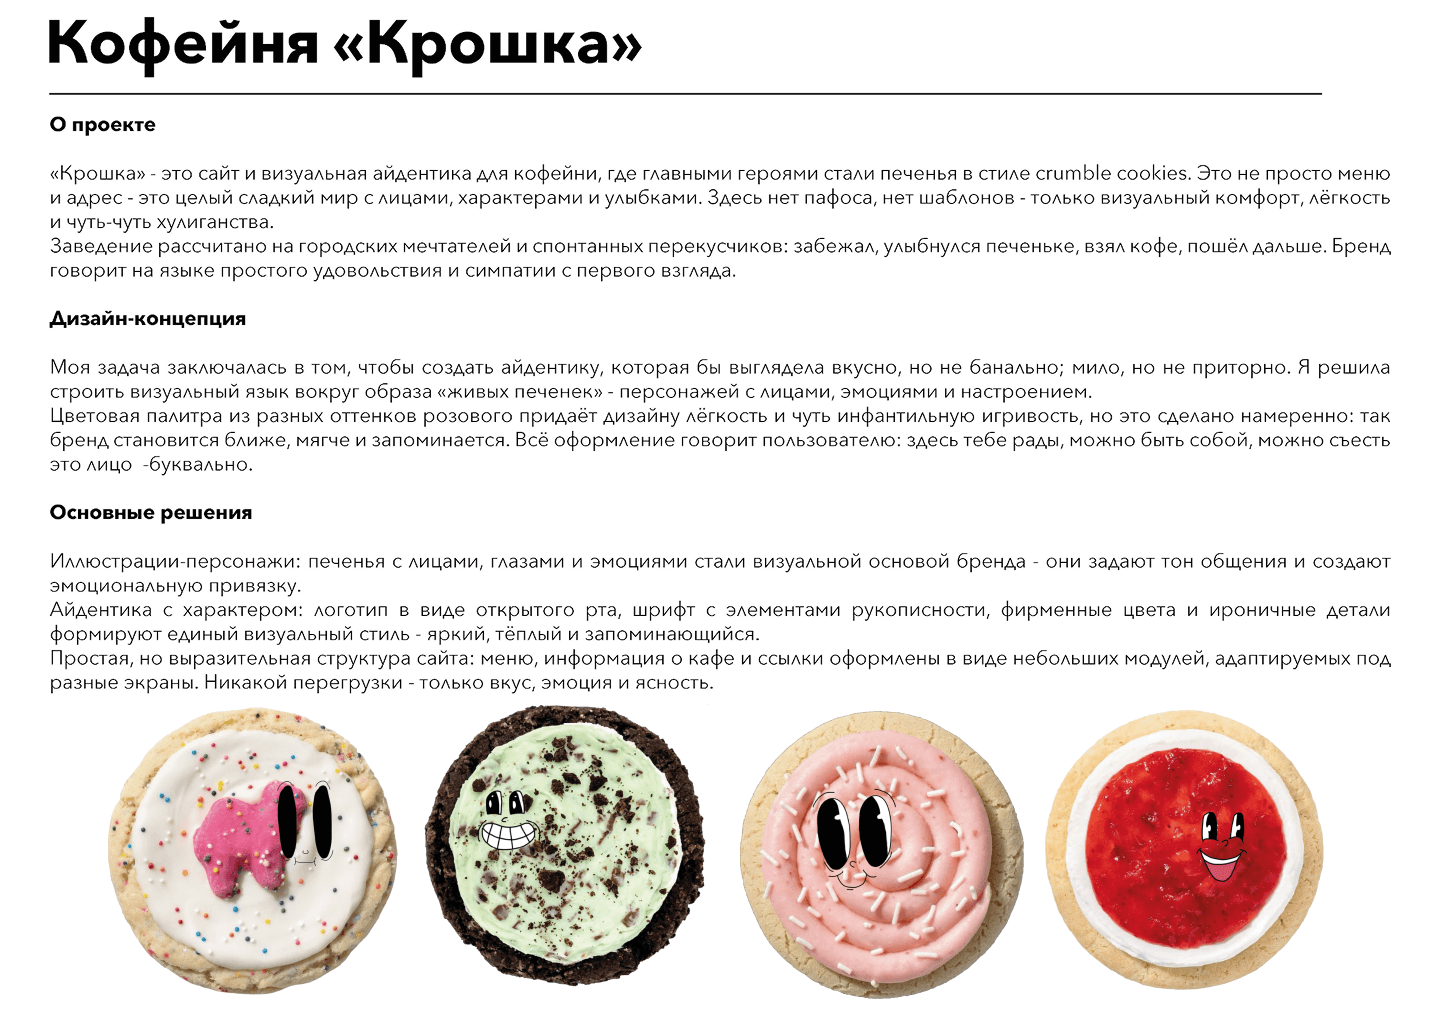 Кофейня «Крошка»
О проекте
«Крошка» - это сайт и визуальная айдентика для кофейни, где главными героями стали печенья в стиле crumble cookies. Это не просто меню
и адрес - это целый сладкий мир с лицами, характерами и улыбками. Здесь нет пафоса, нет шаблонов - только визуальный комфорт, лёгкость
и чуть-чуть хулиганства.
Заведение рассчитано на городских мечтателей и спонтанных перекусчиков: забежал, улыбнулся печеньке, взял кофе, пошёл дальше. Бренд
говорит на языке простого удовольствия и симпатии с первого взгляда.
Дизайн-концепция
Моя задача заключалась в том, чтобы создать айдентику, которая бы выглядела вкусно, но не банально; мило, но не приторно. Я решила
строить визуальный язык вокруг образа «живых печенек» - персонажей с лицами, эмоциями и настроением.
Цветовая палитра из разных оттенков розового придаёт дизайну лёгкость и чуть инфантильную игривость, но это сделано намеренно: так
бренд становится ближе, мягче и запоминается. Всё оформление говорит пользователю: здесь тебе рады, можно быть собой, можно съесть
это лицо  -буквально.
Основные решения
Иллюстрации-персонажи: печенья с лицами, глазами и эмоциями стали визуальной основой бренда - они задают тон общения и создают
эмоциональную привязку.
Айдентика с характером: логотип в виде открытого рта, шрифт с элементами рукописности, фирменные цвета и ироничные детали
формируют единый визуальный стиль - яркий, тёплый и запоминающийся.
Простая, но выразительная структура сайта: меню, информация о кафе и ссылки оформлены в виде небольших модулей, адаптируемых под
разные экраны. Никакой перегрузки - только вкус, эмоция и ясность.